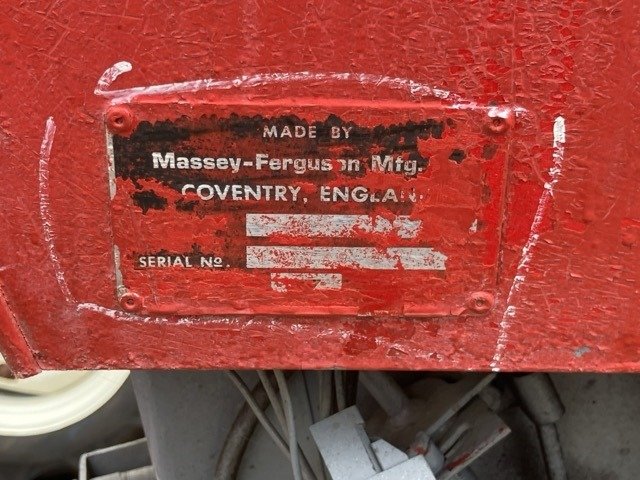 MADE BY
Massey-Ferguson Mfg.
COVENTRY, ENGLAND
SERIAL No.